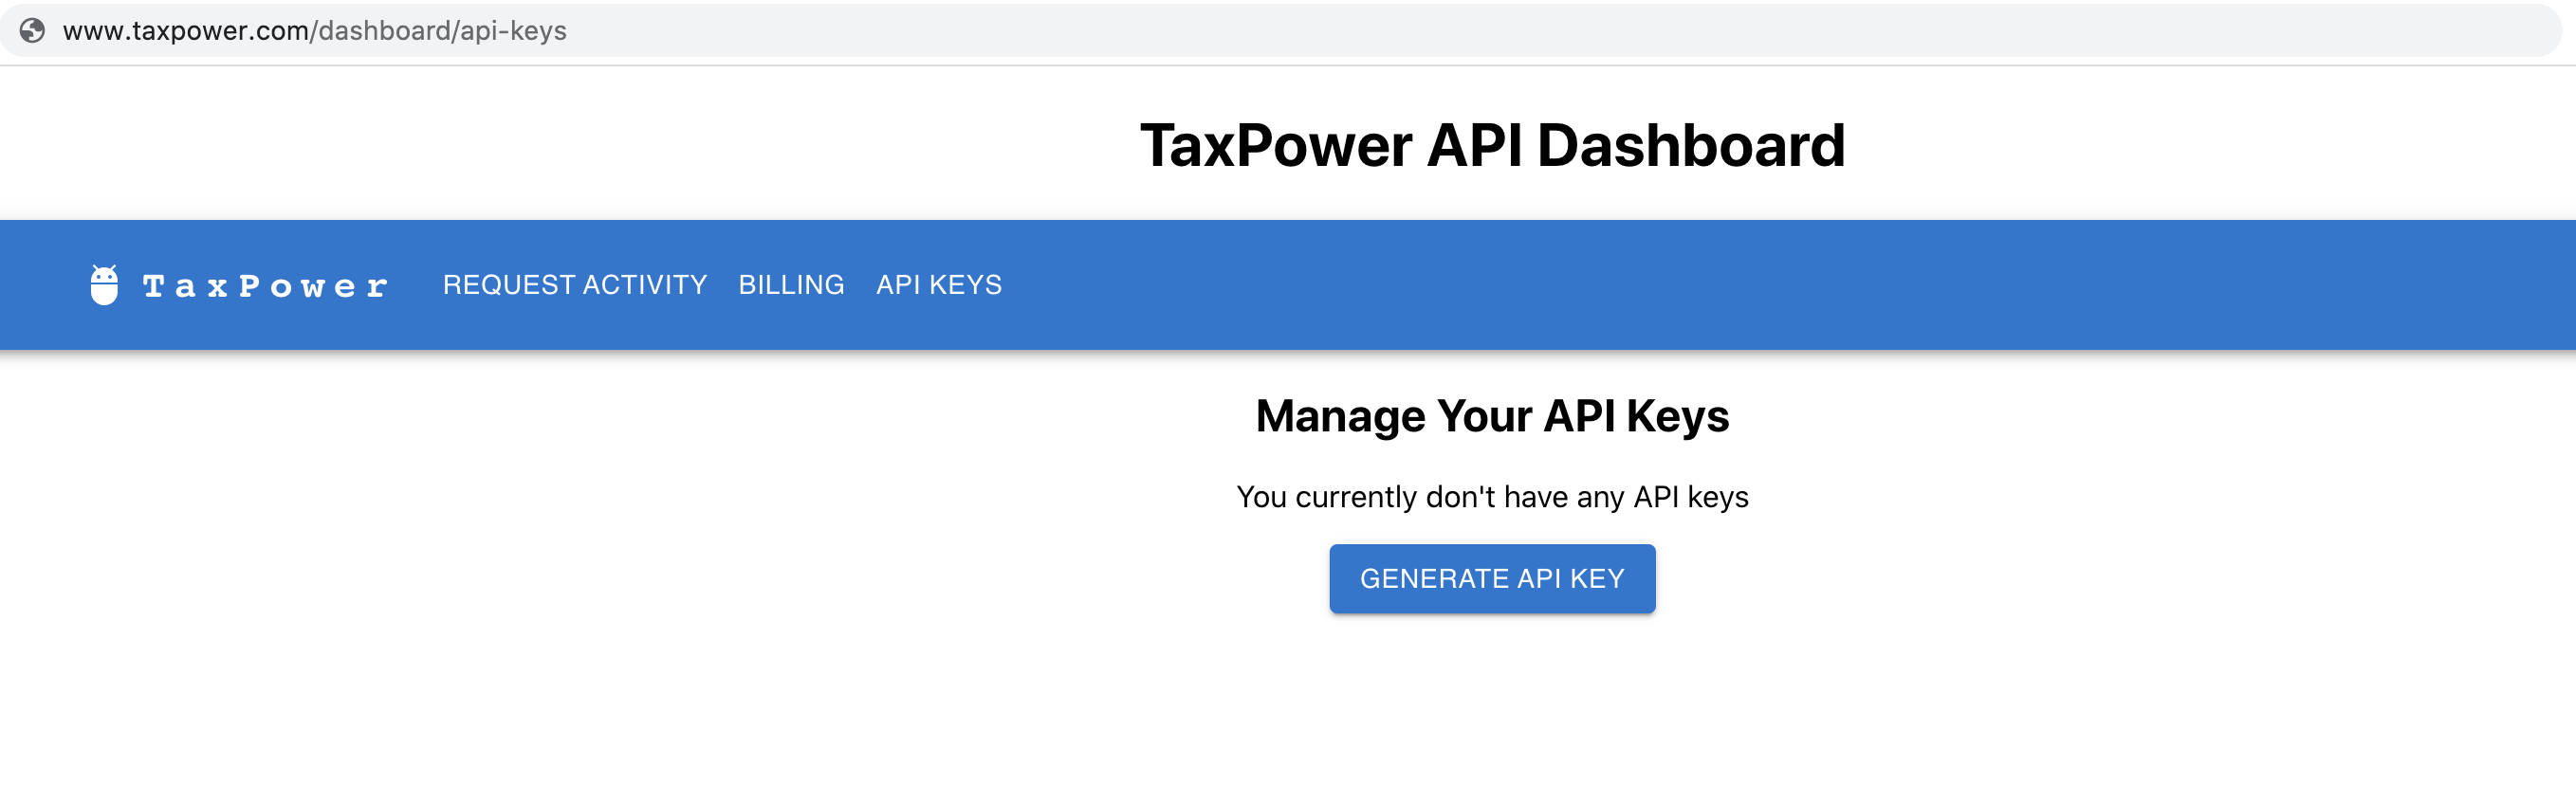 www.taxpower.com/dashboard/api-keys
TaxPower API Dashboard
TaxPower REQUEST ACTIVITY BILLING API KEYS
Manage Your API Keys
You currently don't have any API keys
GENERATE API KEY